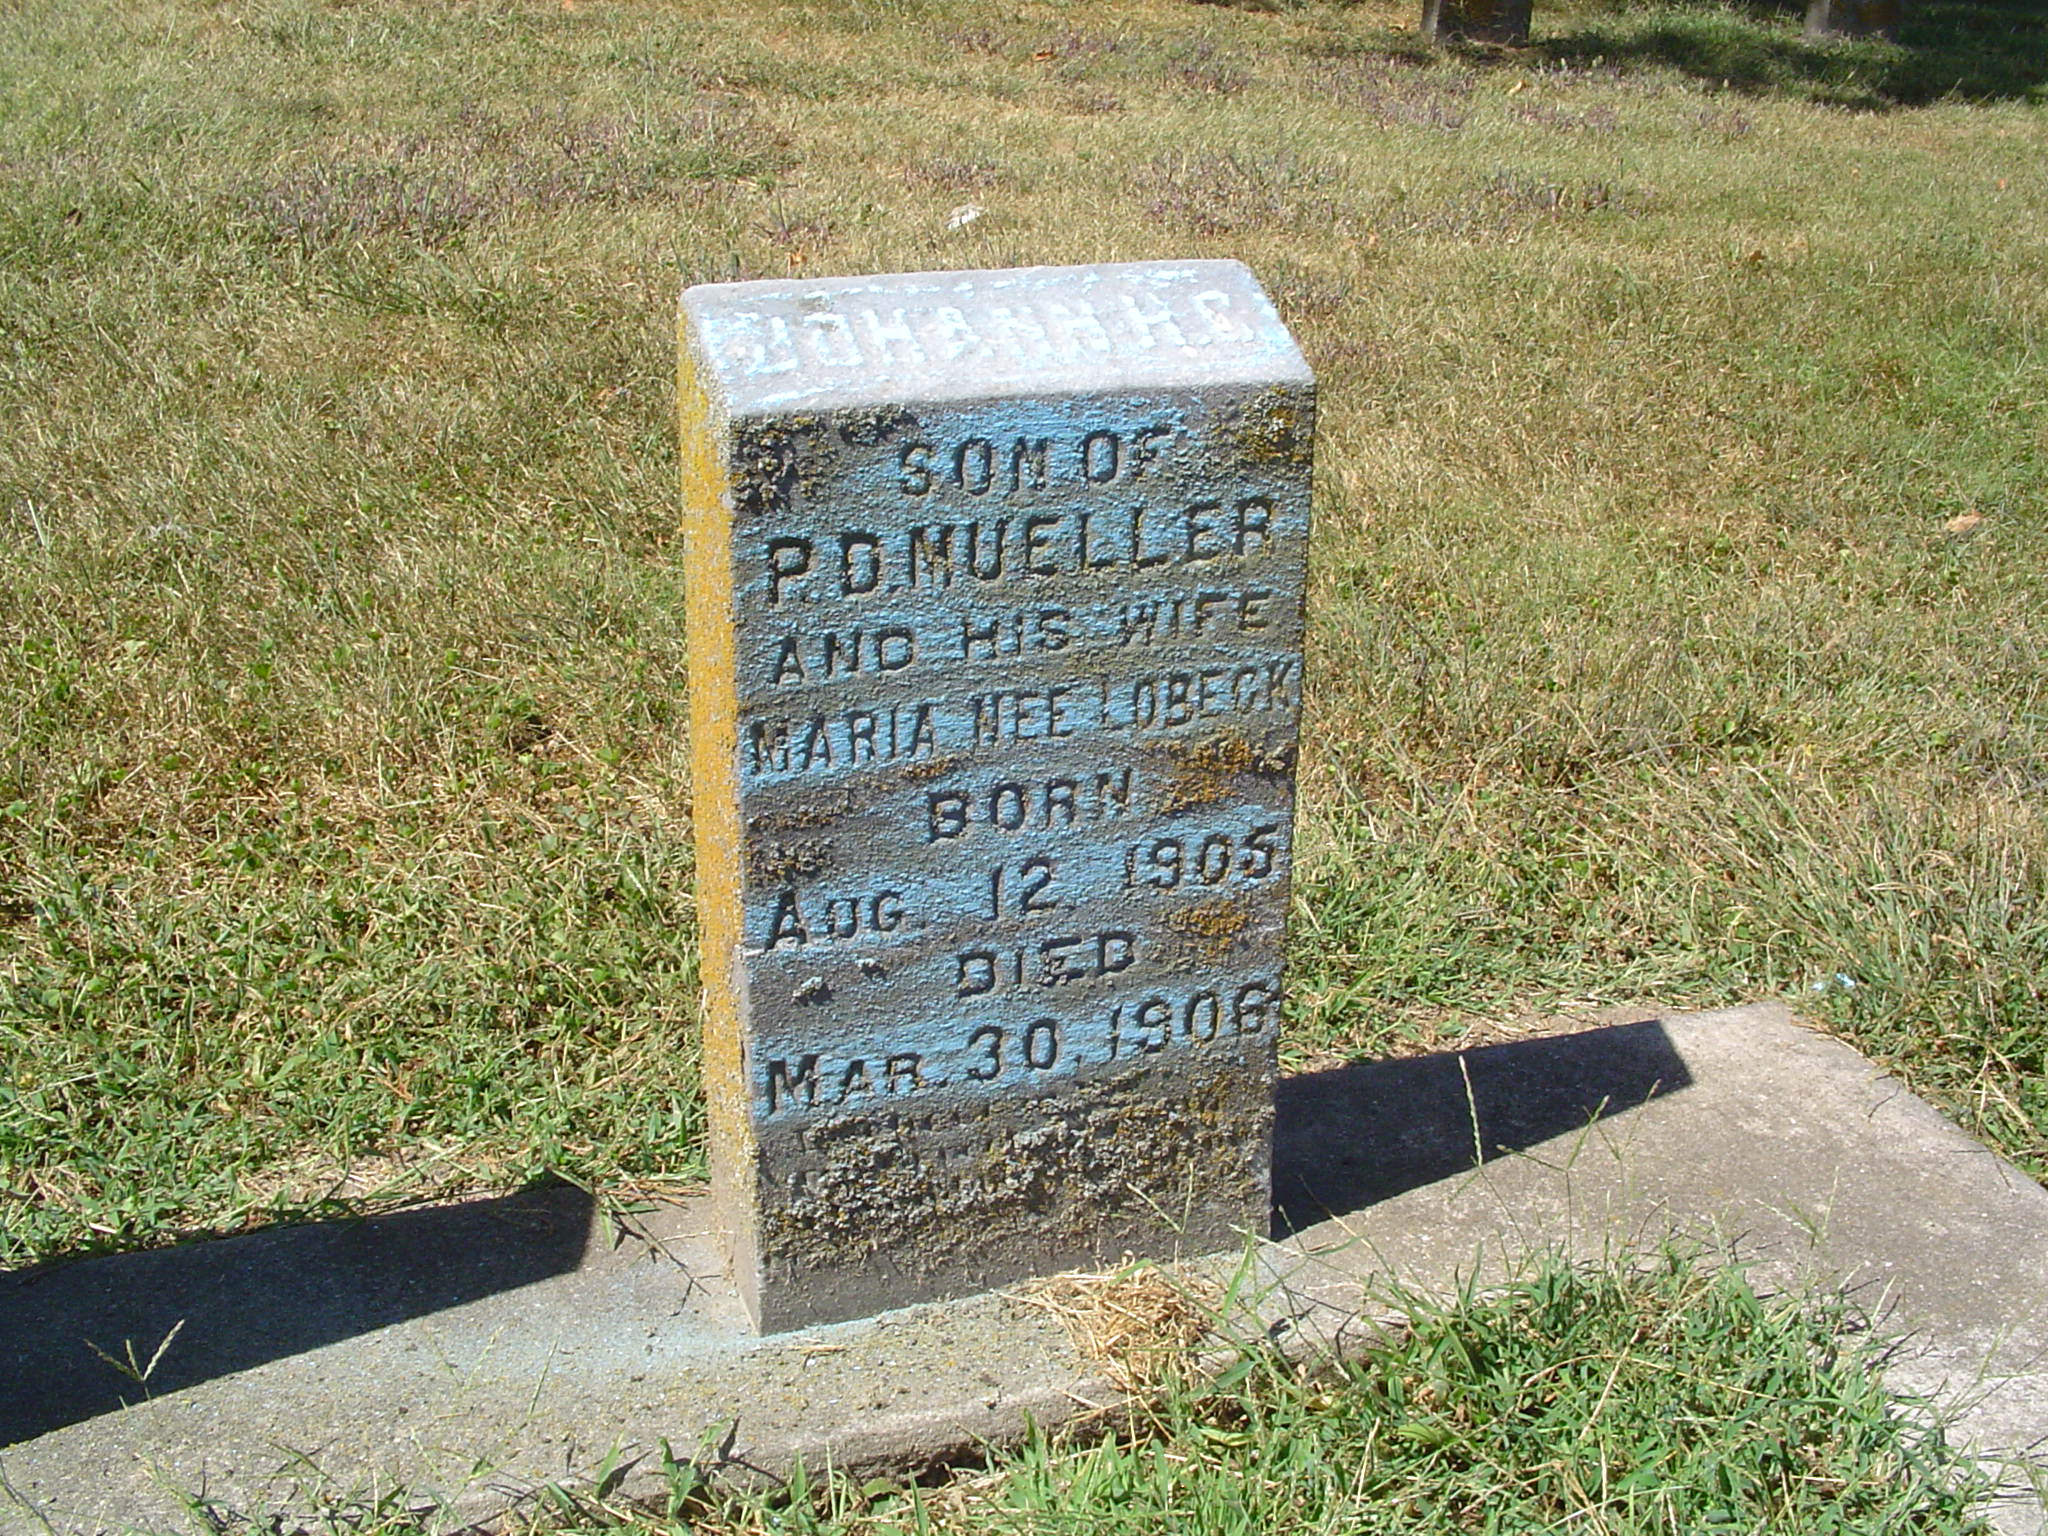 JOHANN H.C.
SON OF
P.D. MUELLER
AND HIS WIFE
MARIA NEE LOBECK
BORN
AUG. 12. 1905
DIED
MAR. 30. 1906